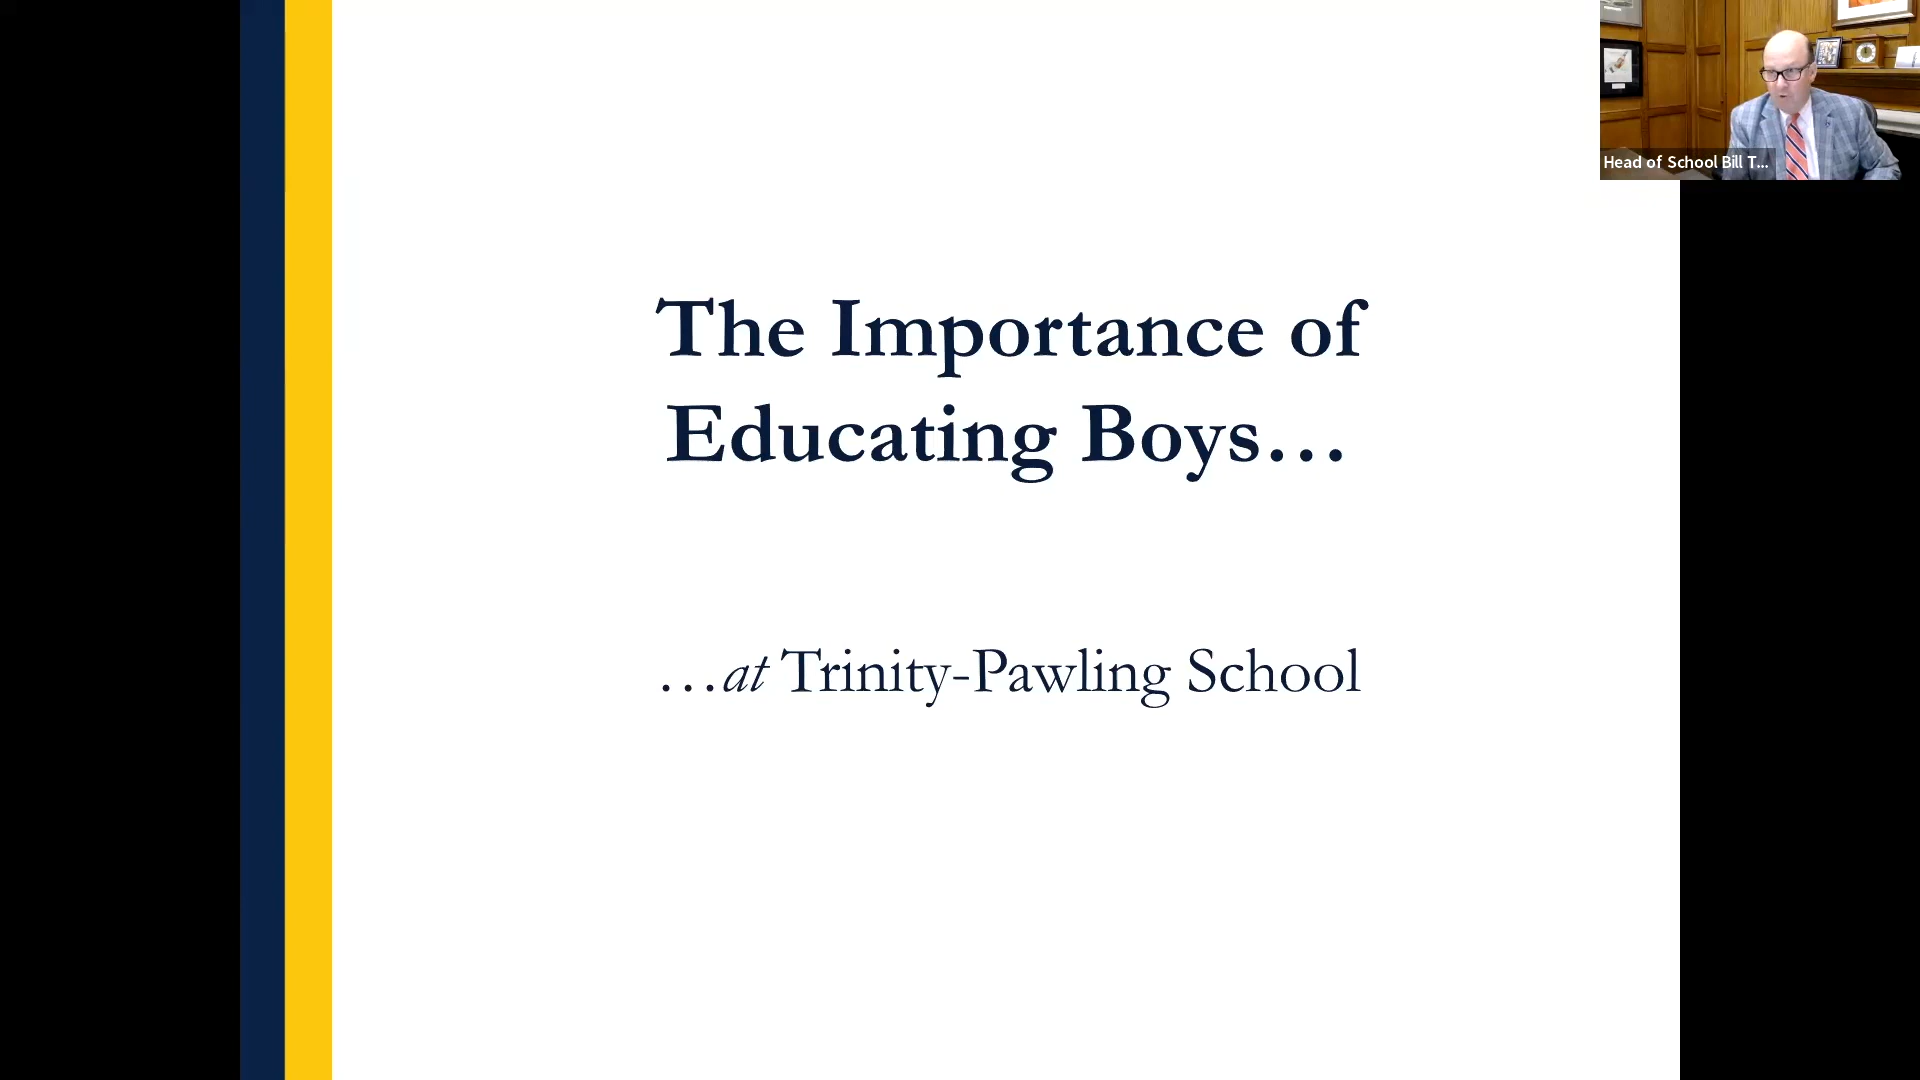 Head of School Bill T...
The Importance of
Educating Boys…
…at Trinity-Pawling School